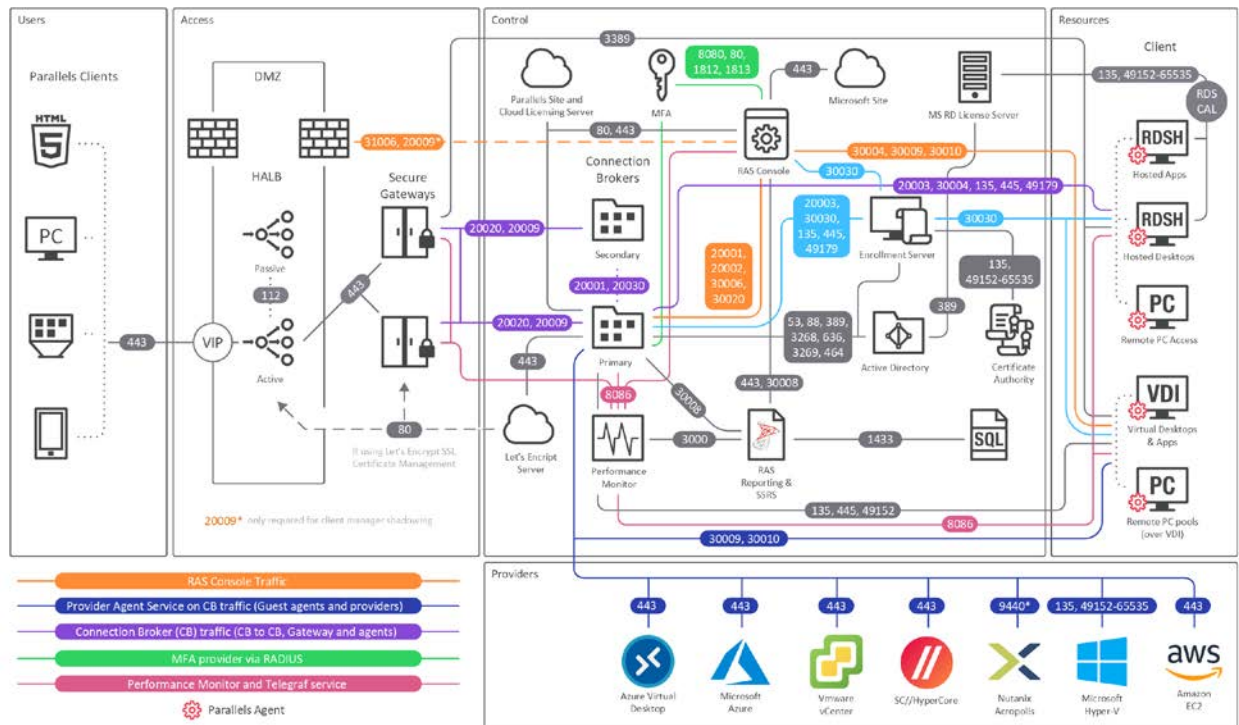 Users
Access
Control
Resources
Parallels Clients
HTML
5
PC
443
VIP
DMZ
HALB
Passive
112
Active
443
Secure
Gateways
80
If using Let's Encrypt SSL
Certificate Management
20009* only required for client manager shadowing
3389
Parallels Site and
Cloud Licensing Server
MFA
8080, 80,
1812, 1813
443
Microsoft Site
MS RD License Server
135, 49152-65535
RDS
CAL
31006, 20009*
80, 443
RAS Console
30004, 30009, 30010
Connection
Brokers
30030
20003, 30004, 135, 445, 49179
20020, 20009
Secondary
20003,
30030,
135, 445,
49179
Enrollment Server
30030
20001, 20030
20001,
20002,
30006,
30020
135,
49152-65535
20020, 20009
Primary
53, 88, 389,
3268, 636,
3269, 464
389
Active Directory
Certificate
Authority
443
8086
30008
443, 30008
Let's Encript
Server
Performance
Monitor
3000
RAS
Reporting &
SSRS
1433
SQL
135, 445, 49152
8086
30009, 30010
Client
RDSH
Hosted Apps
RDSH
Hosted Desktops
PC
Remote PC Access
VDI
Virtual Desktops
& Apps
PC
Remote PC pools
(over VDI)
RAS Console Traffic
Provider Agent Service on CB traffic (Guest agents and providers)
Connection Broker (CB) traffic (CB to CB, Gateway and agents)
MFA provider via RADIUS
Performance Monitor and Telegraf service
Parallels Agent
Providers
443
443
443
443
9440*
135, 49152-65535
443
Azure Virtual
Desktop
Microsoft
Azure
Vmware
vCenter
SC//HyperCore
Nutanix
Acropolis
Microsoft
Hyper-V
aws
Amazon
EC2